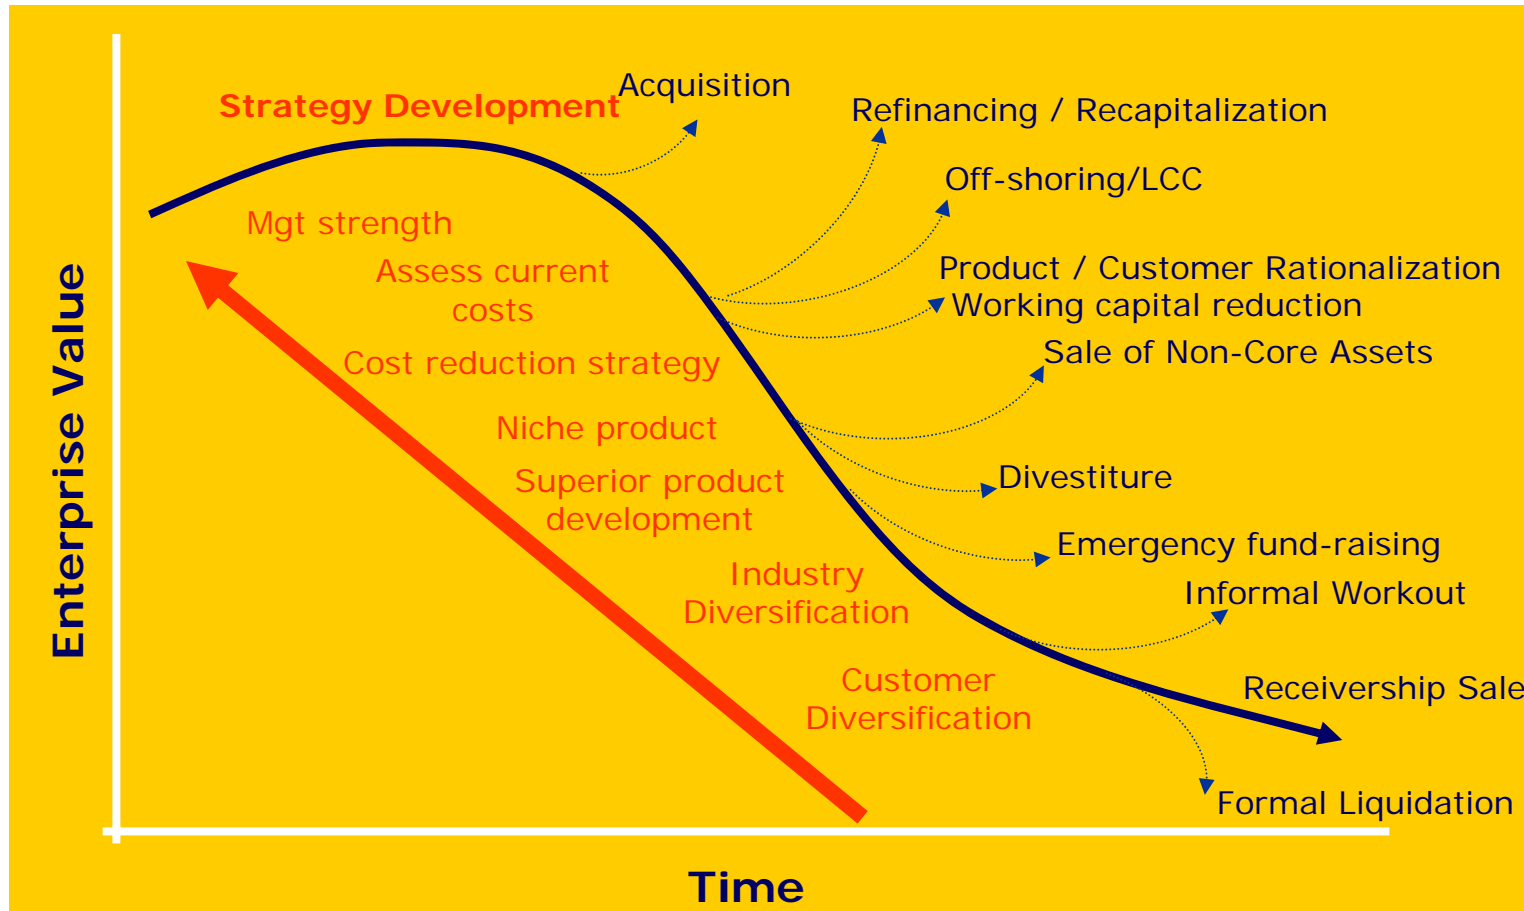 Strategy Development
Acquisition
Refinancing / Recapitalization
Off-shoring/LCC
Mgt strength
Assess current
costs
Product / Customer Rationalization
Working capital reduction
Cost reduction strategy
Sale of Non-Core Assets
Niche product
Superior product
development
Divestiture
Emergency fund-raising
Industry
Diversification
Informal Workout
Customer
Diversification
Receivership Sale
Formal Liquidation
Enterprise Value
Time